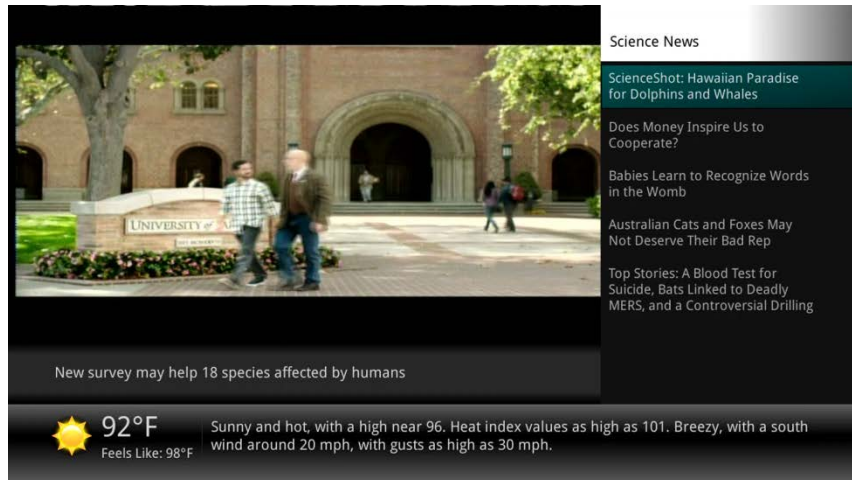 Science News
ScienceShot: Hawaiian Paradise
for Dolphins and Whales
Does Money Inspire Us to
Cooperate?
Babies Learn to Recognize Words
in the Womb
Australian Cats and Foxes May
Not Deserve Their Bad Rep
Top Stories: A Blood Test for
Suicide, Bats Linked to Deadly
MERS, and a Controversial Drilling
UNIVERSITY of
New survey may help 18 species affected by humans
92°F
Feels Like: 98°F
Sunny and hot, with a high near 96. Heat index values as high as 101. Breezy, with a south
wind around 20 mph, with gusts as high as 30 mph.